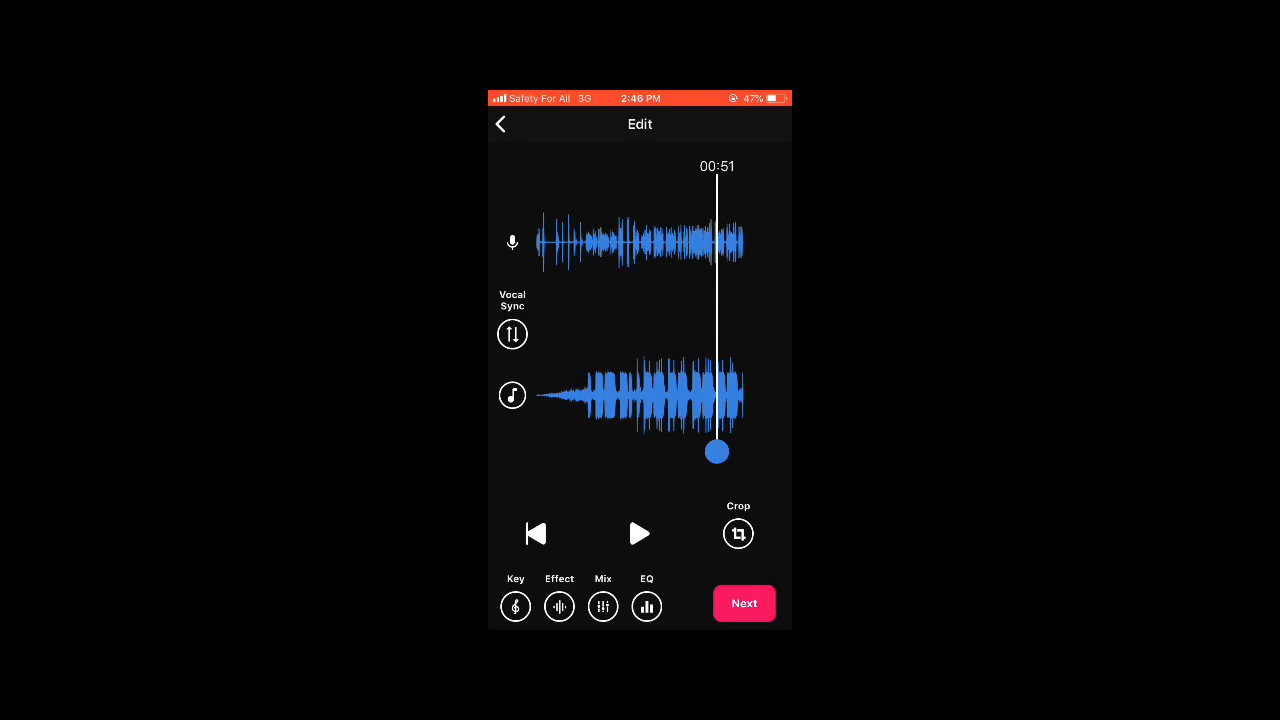 Safety For All 3G 2:46 PM 47%
Edit
00:51
Vocal
Sync
Crop
Key Effect Mix EQ
Next